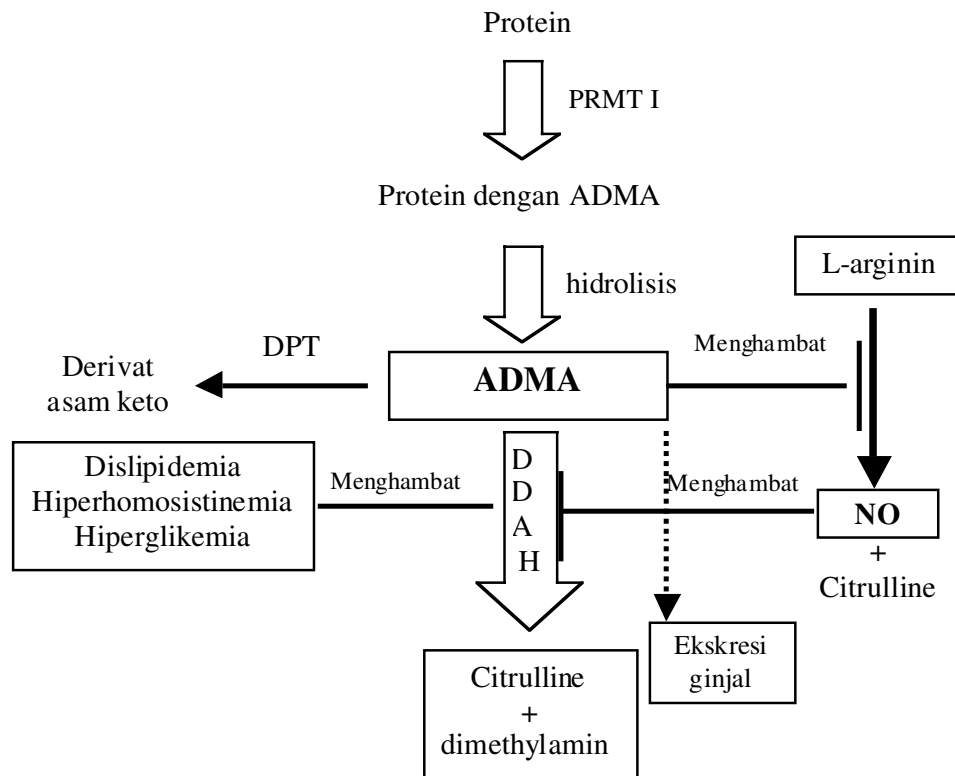 Protein
PRMT I
Protein dengan ADMA
hidrolisis
L-arginin
DPT
Derivat
asam keto
ADMA
Menghambat
Dislipidemia
Hiperhomosistinemia
Hiperglikemia
Menghambat
D
D
A
H
Menghambat
NO
+
Citrulline
Ekskresi
ginjal
Citrulline
+
dimethylamin